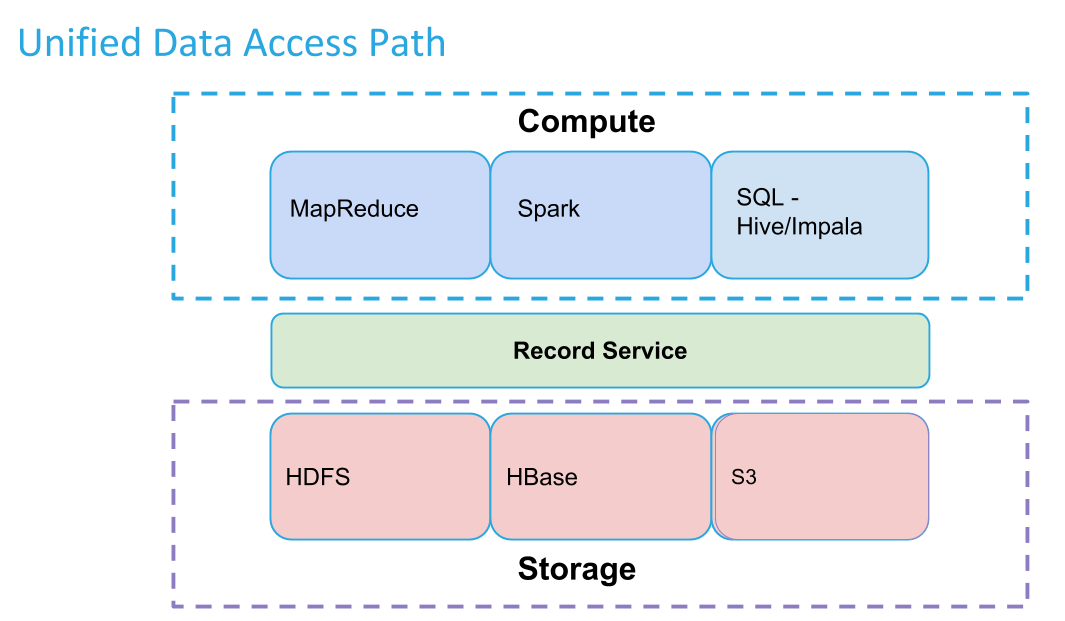 Unified Data Access Path
Compute
MapReduce
Spark
SQL -
Hive/Impala
Record Service
HDFS
HBase
S3
Storage